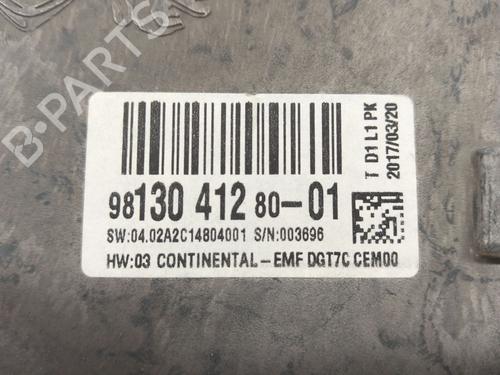 98130 412 80-01
SW:04.02A2C14804001 S/N:003696
HW:03 CONTINENTAL-EMF DGT7C CEM00
T D1 L1 PK
2017/03/20